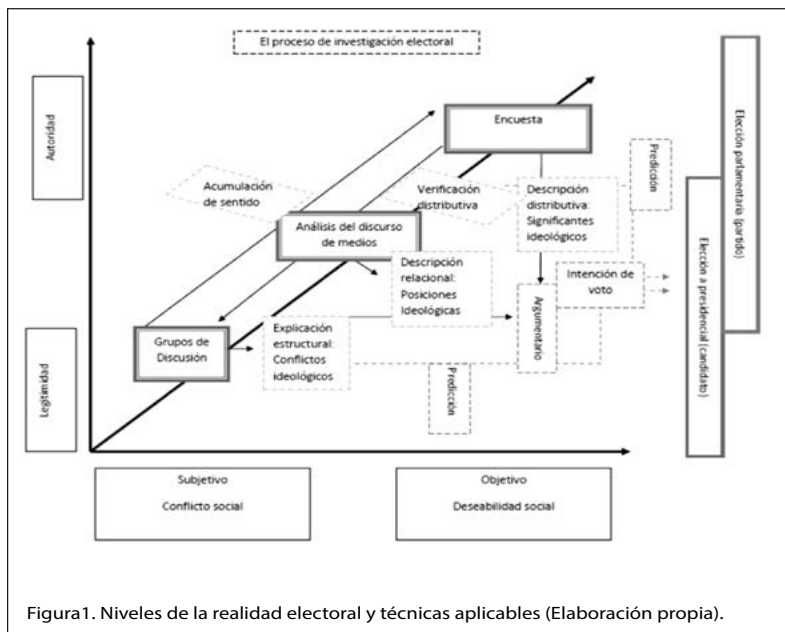 El proceso de investigación electoral
Autoridad
Encuesta
Predicción
Elección parlamentaria (partido)
Acumulación
de sentido
Verificación
distributiva
Descripción
distributiva:
Significantes
ideológicos
Análisis del discurso
de medios
Elección a presidencial (candidato)
Descripción
relacional:
Posiciones
Ideológicas
Intención de
voto
Argumentario
Legitimidad
Grupos de
Discusión
Explicación
estructural:
Conflictos
ideológicos
Predicción
Subjetivo
Conflicto social
Objetivo
Deseabilidad social
Figura1. Niveles de la realidad electoral y técnicas aplicables (Elaboración propia).